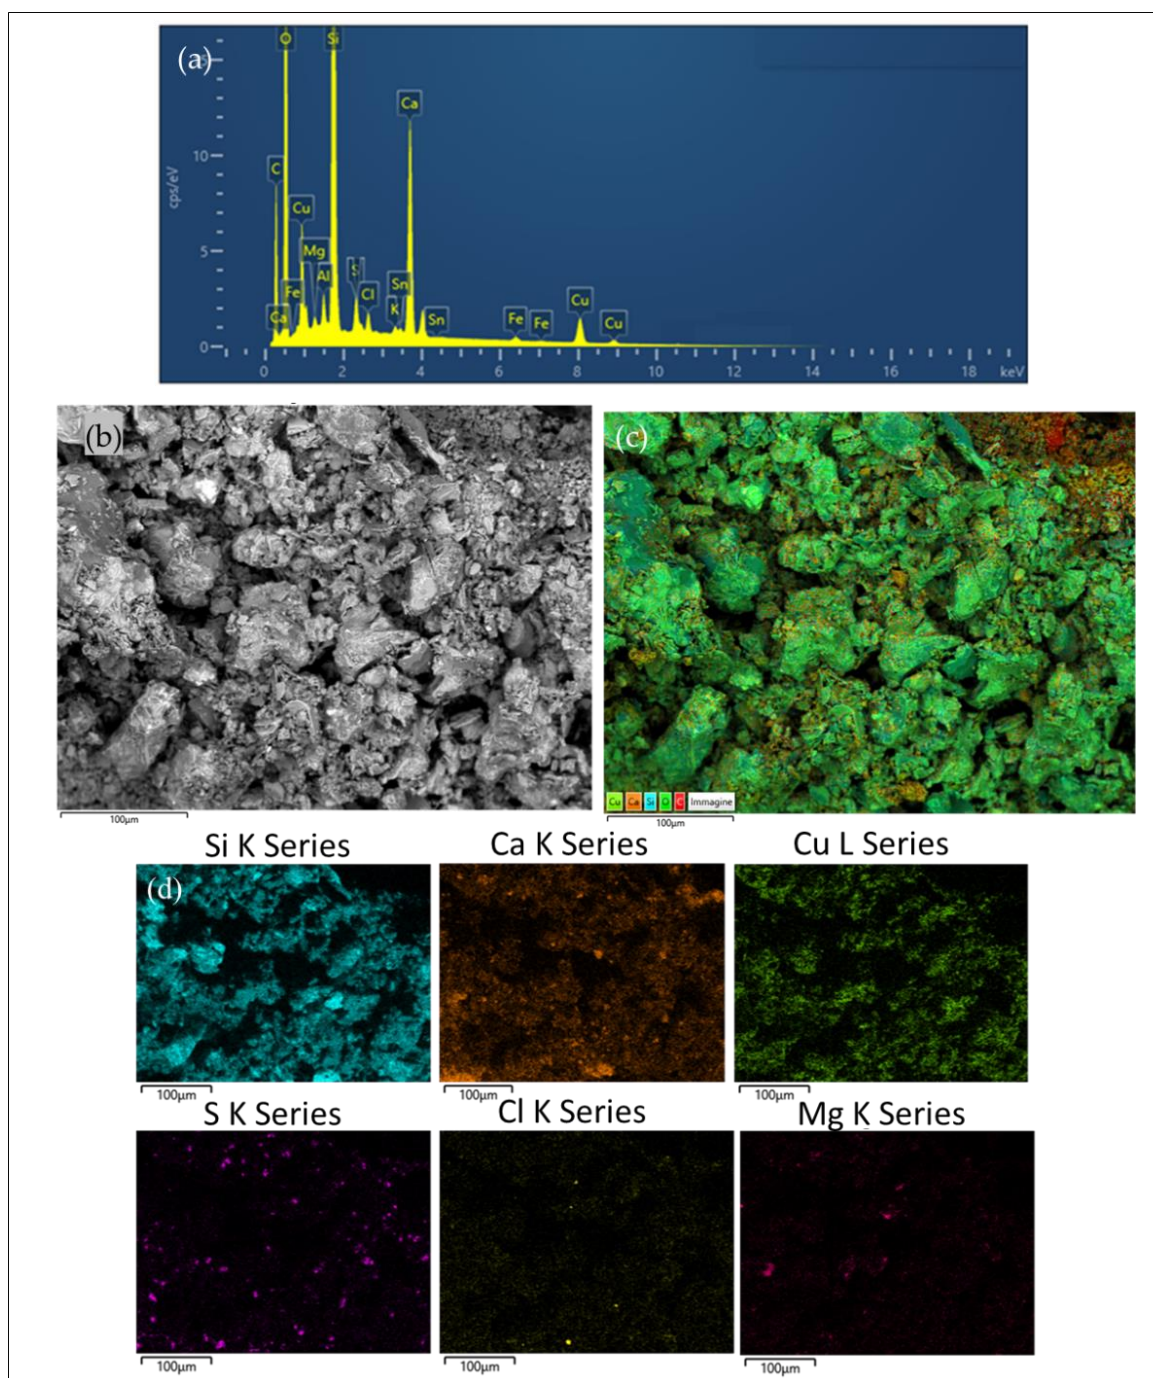 (a)
O Si
Ca
10
C
cps/eV
Cu
Mg
5
Al S Sn
Fe Cl
K
Ca Sn Fe Fe Cu Cu
0
0 2 4 6 8 10 12 14 16 18 keV
(b) (c)
Cu Ca Si O C Immagine
100µm 100µm
Si K Series Ca K Series Cu L Series
(d)
100µm 100µm 100µm
S K Series Cl K Series Mg K Series
100µm 100µm 100µm